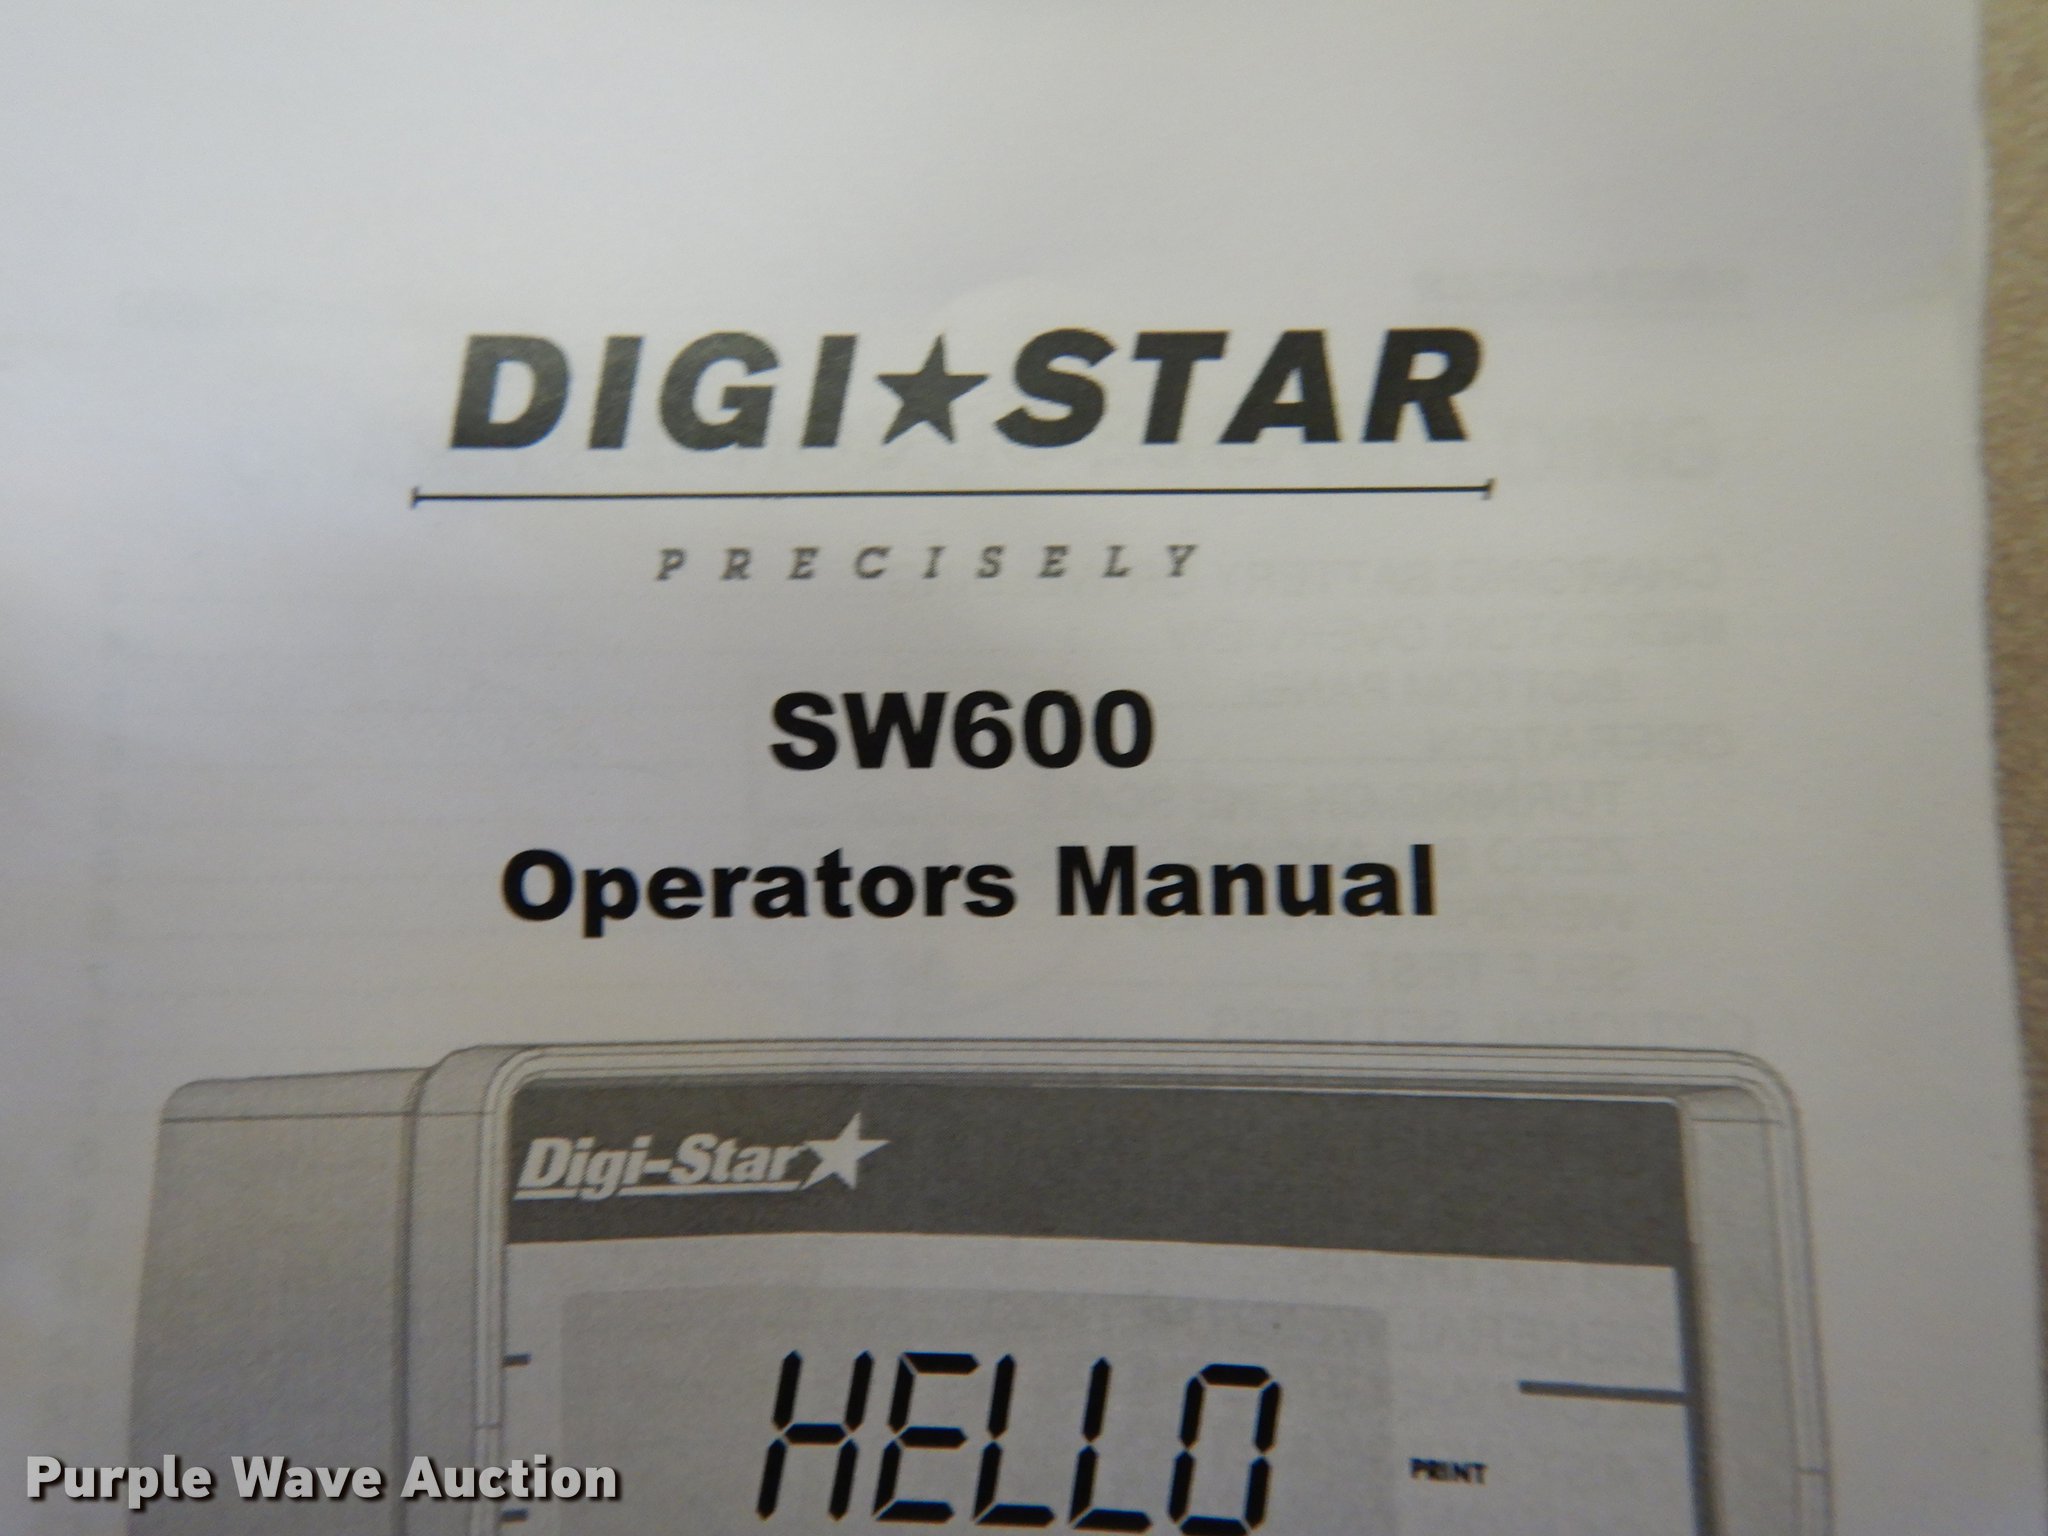 DIGI★STAR
PRECISELY
SW600
Operators Manual
Digi-Star
HELLO
PRINT
Purple Wave Auction